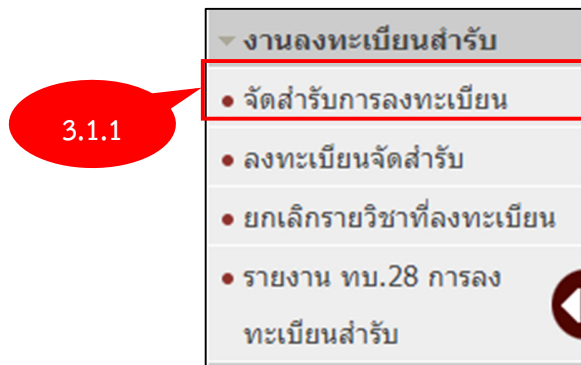 งานลงทะเบียนสำรับ
จัดสำรับการลงทะเบียน
3.1.1
ลงทะเบียนจัดสำรับ
ยกเลิกรายวิชาที่ลงทะเบียน
รายงาน ทบ.28 การลง
ทะเบียนสำรับ